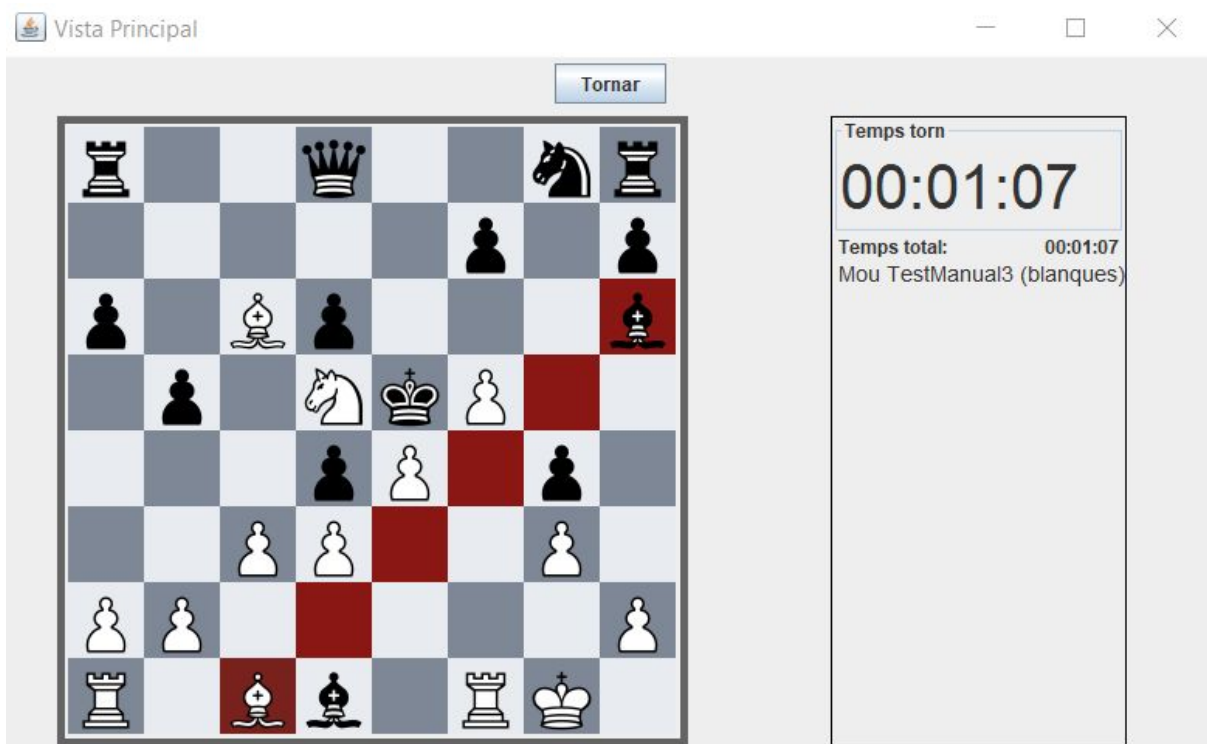 Vista Principal
Tornar
Temps torn
00:01:07
Temps total: 00:01:07
Mou TestManual3 (blanques)